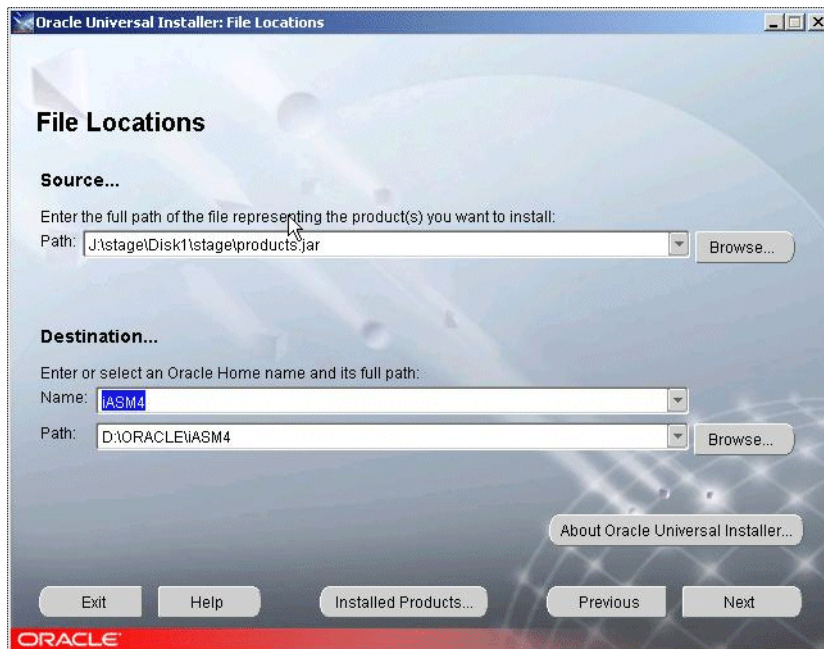 Oracle Universal Installer: File Locations
File Locations
Source...
Enter the full path of the file representing the product(s) you want to install:
Path: J:\stage\Disk1\stage\products.jar Browse...
Destination...
Enter or select an Oracle Home name and its full path:
Name: iASM4
Path: D:\ORACLE\iASM4 Browse...
About Oracle Universal Installer...
Exit Help Installed Products... Previous Next
ORACLE